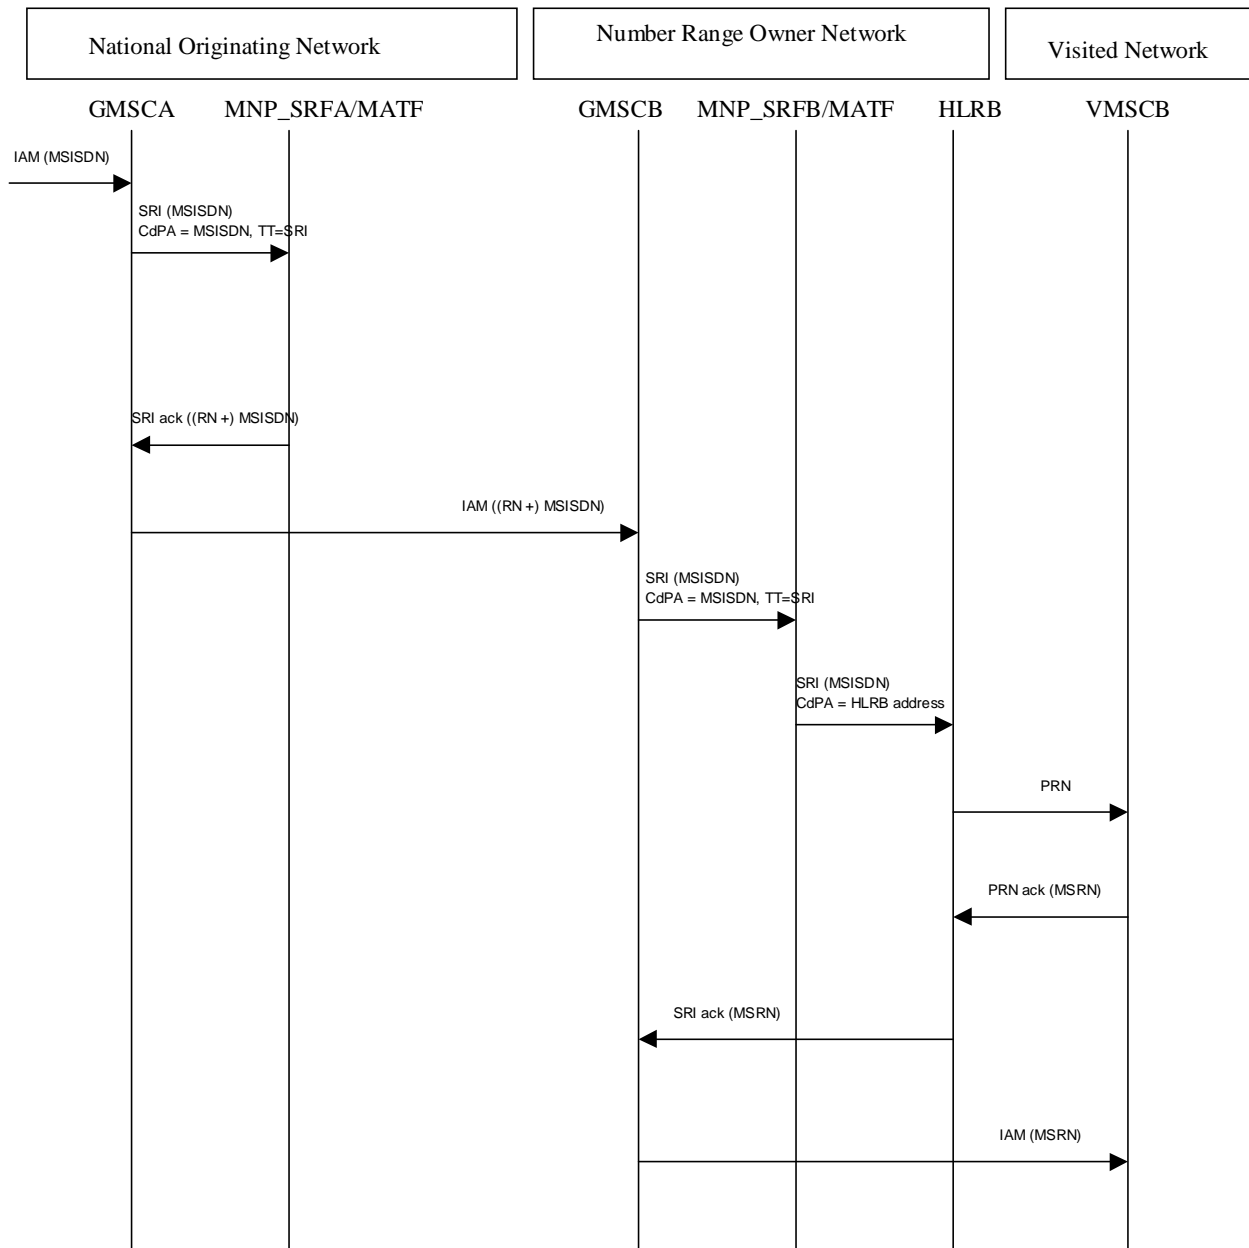 National Originating Network
Number Range Owner Network
Visited Network
GMSCA
MNP_SRFA/MATF
GMSCB
MNP_SRFB/MATF
HLRB
VMSCB
IAM (MSISDN)
SRI (MSISDN)
CdPA = MSISDN, TT=SRI
SRI ack ((RN +) MSISDN)
IAM ((RN +) MSISDN)
SRI (MSISDN)
CdPA = MSISDN, TT=SRI
SRI (MSISDN)
CdPA = HLRB address
PRN
PRN ack (MSRN)
SRI ack (MSRN)
IAM (MSRN)